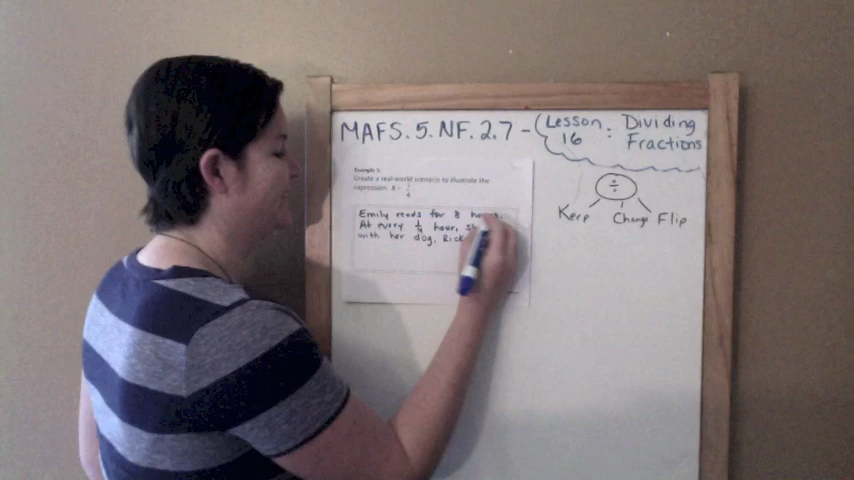 MAFS.5.NF.2.7 - Lesson 16 : Dividing Fractions
Example 1:
Create a real-world scenario to illustrate the
expression. 8 ÷ 1/4
Emily reads for 8 hours.
At every 1/4 hour,
with her dog,
÷
Keep Change Flip